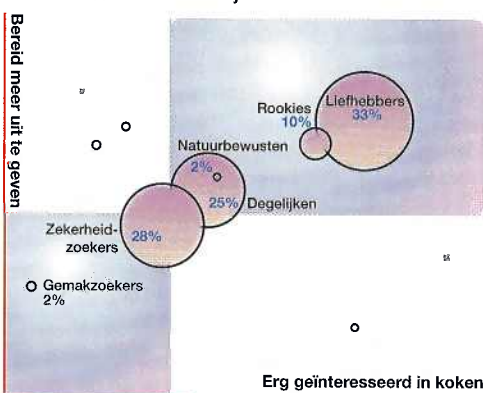 Bereid meer uit te geven
Liefhebbers
33%
Rookies
10%
Natuurbewusten
2%
25% Degelijken
Zekerheid-
zoekers
28%
Gemakzoekers
2%
Erg geïnteresseerd in koken